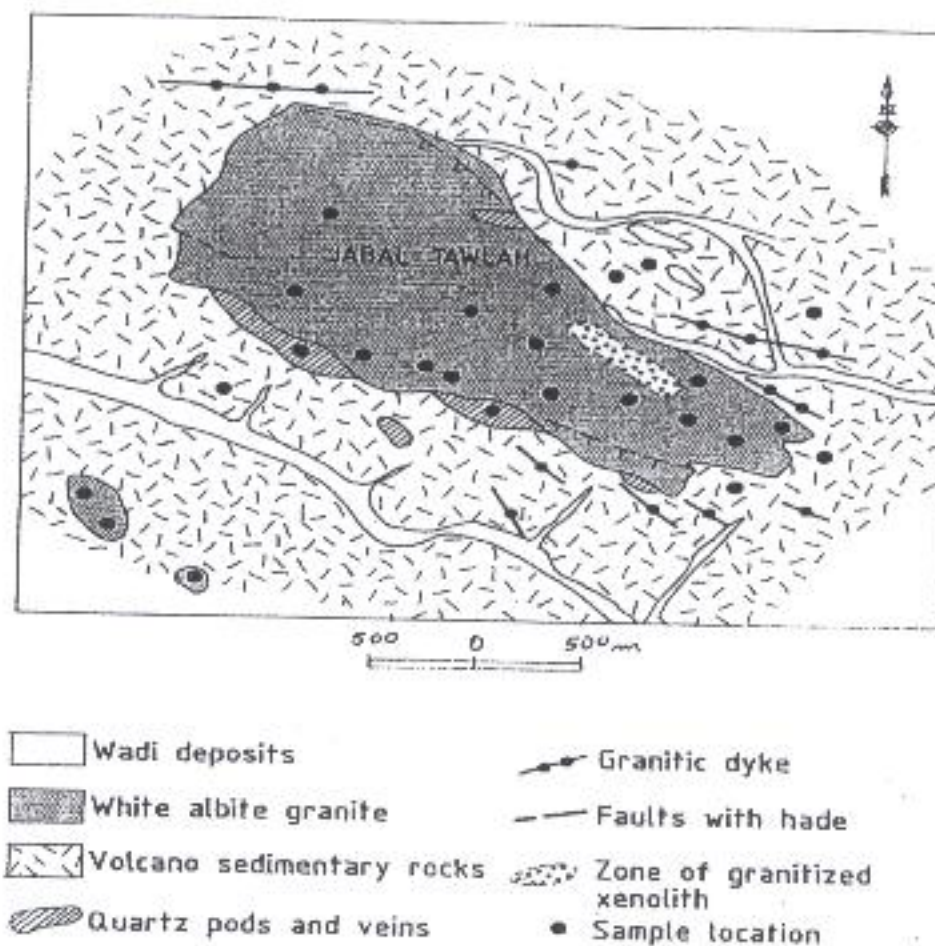 JABAL TAWLAH
500 0 500 m
Wadi deposits
White albite granite
Volcano sedimentary rocks
Quartz pods and veins
Granitic dyke
Faults with hade
Zone of granitized
xenolith
Sample location